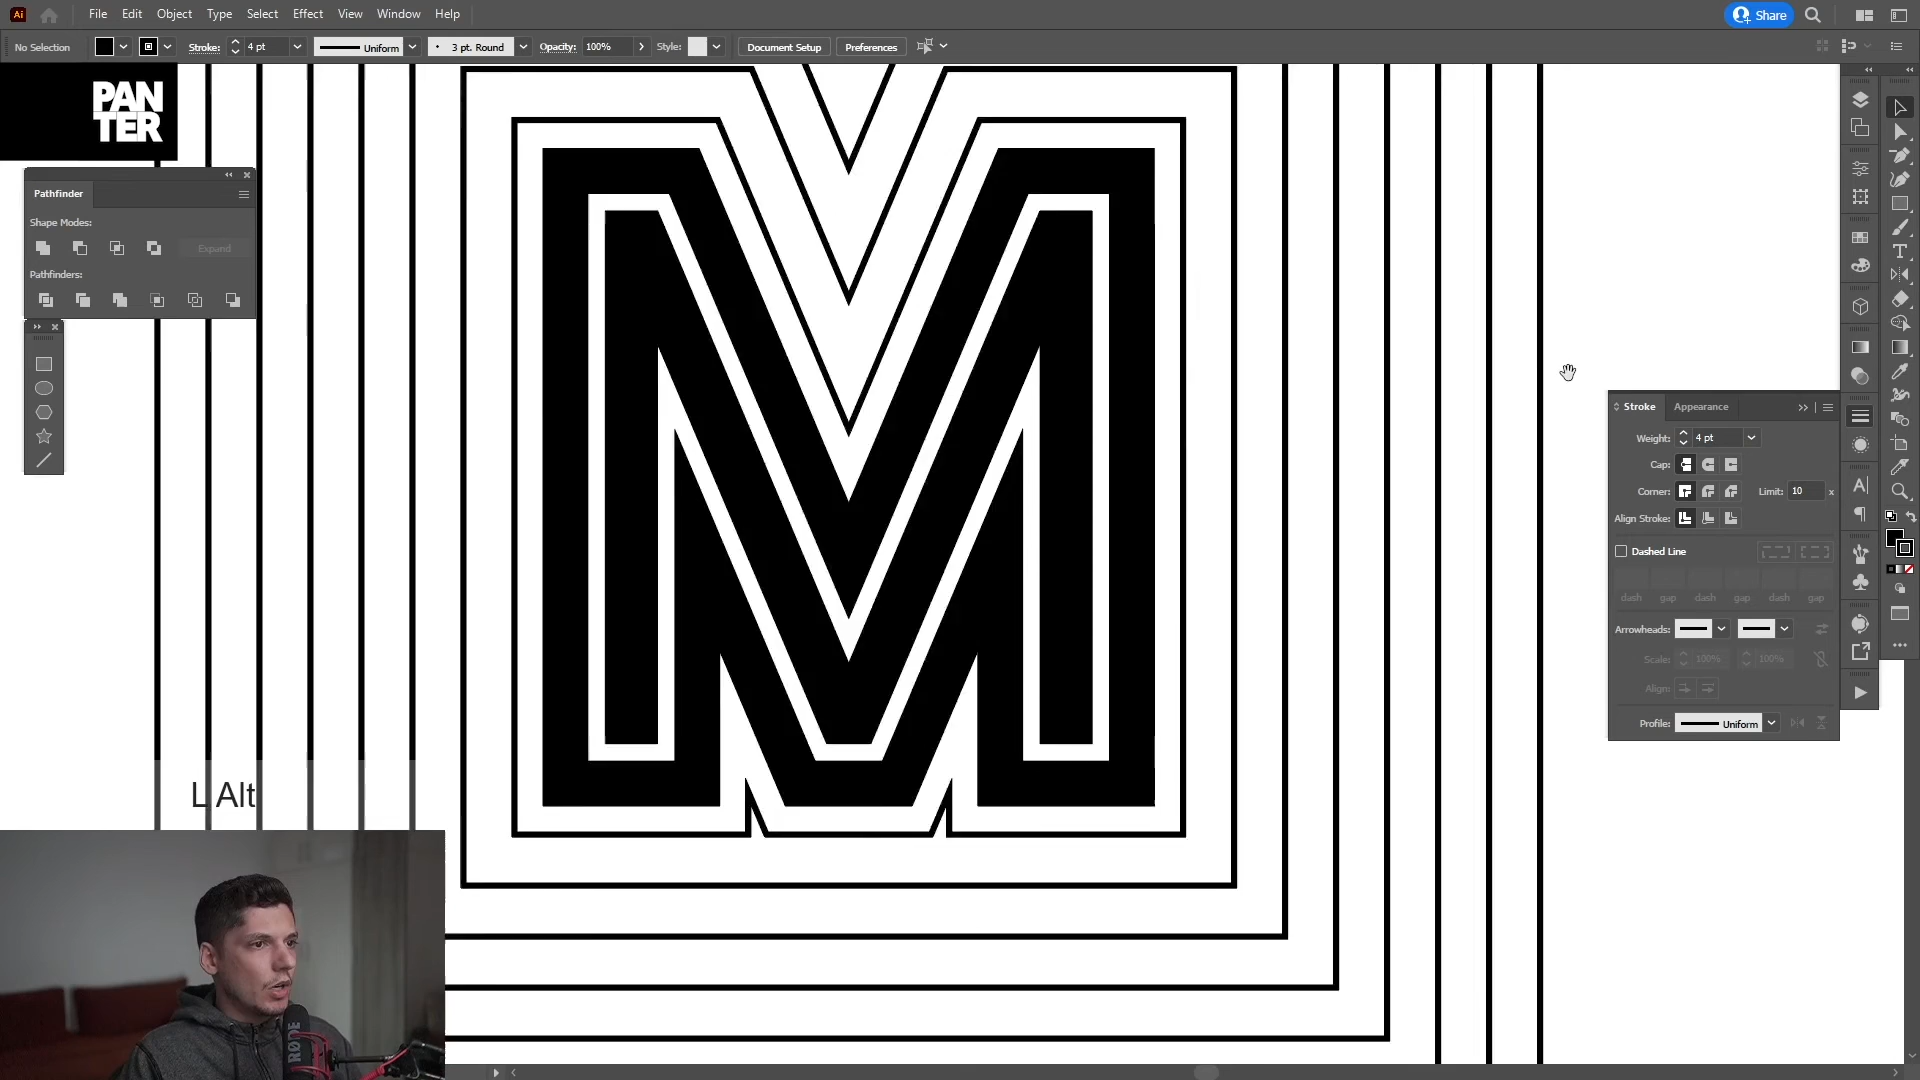 Ai File Edit Object Type Select Effect View Window Help Share
No Selection Stroke: 4 pt Uniform 3 pt. Round Opacity: 100% Style: Document Setup Preferences
PAN
TER
Pathfinder
Shape Modes:
Expand
Pathfinders:
M
Stroke Appearance
Weight: 4 pt
Cap:
Corner: Limit: 10 x
Align Stroke:
Dashed Line
dash gap dash gap dash gap
Arrowheads:
Scale: 100% 100%
Align:
Profile: Uniform
L Alt
RØDE